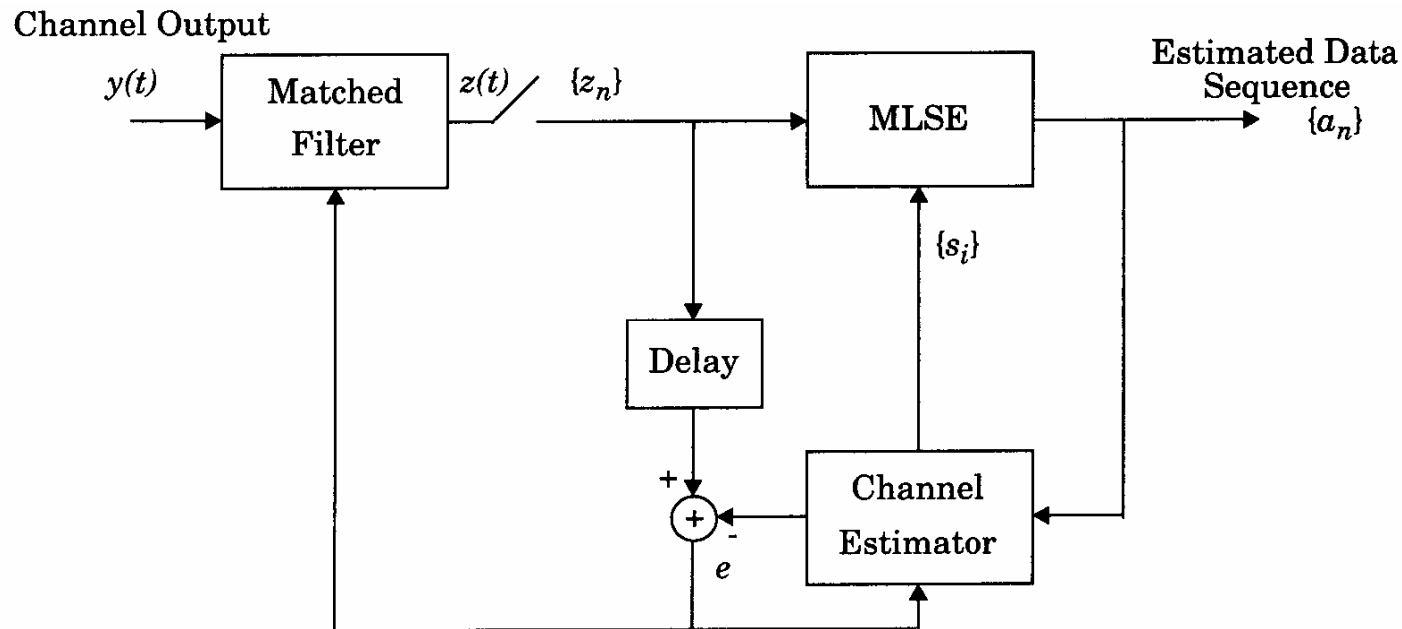 Channel Output
y(t)
Matched
Filter
z(t)
{z_n}
MLSE
Estimated Data
Sequence
{a_n}
{s_i}
Delay
+
+
-
e
Channel
Estimator